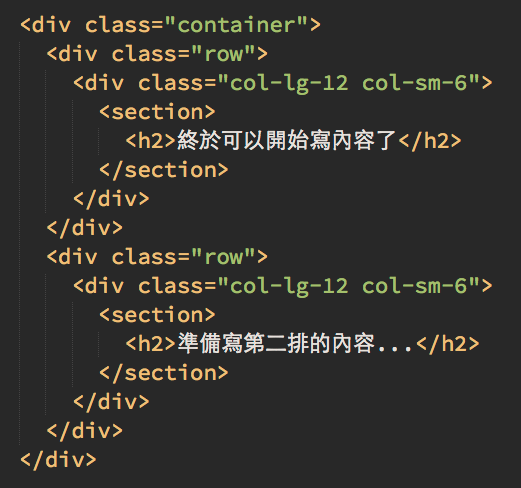 <div class="container">
<div class="row">
<div class="col-lg-12 col-sm-6">
<section>
<h2>終於可以開始寫內容了</h2>
</section>
</div>
</div>
<div class="row">
<div class="col-lg-12 col-sm-6">
<section>
<h2>準備寫第二排的內容...</h2>
</section>
</div>
</div>
</div>